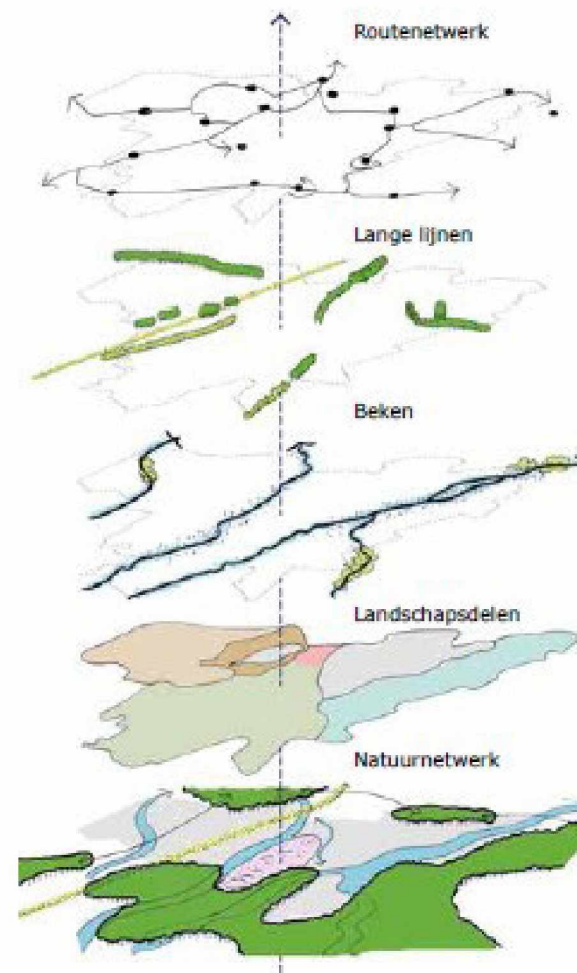 Routenetwerk
Lange lijnen
Beken
Landschapsdelen
Natuurnetwerk